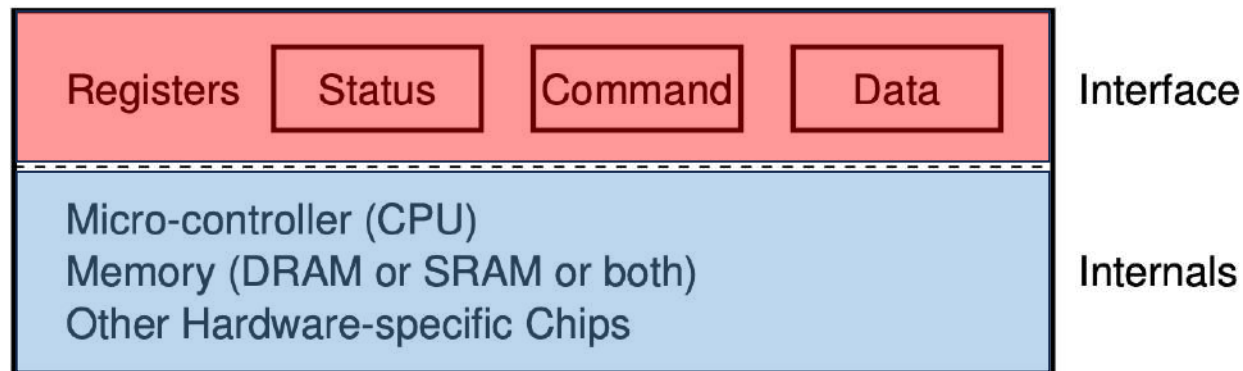 Registers Status Command Data Interface
Micro-controller (CPU)
Memory (DRAM or SRAM or both) Internals
Other Hardware-specific Chips